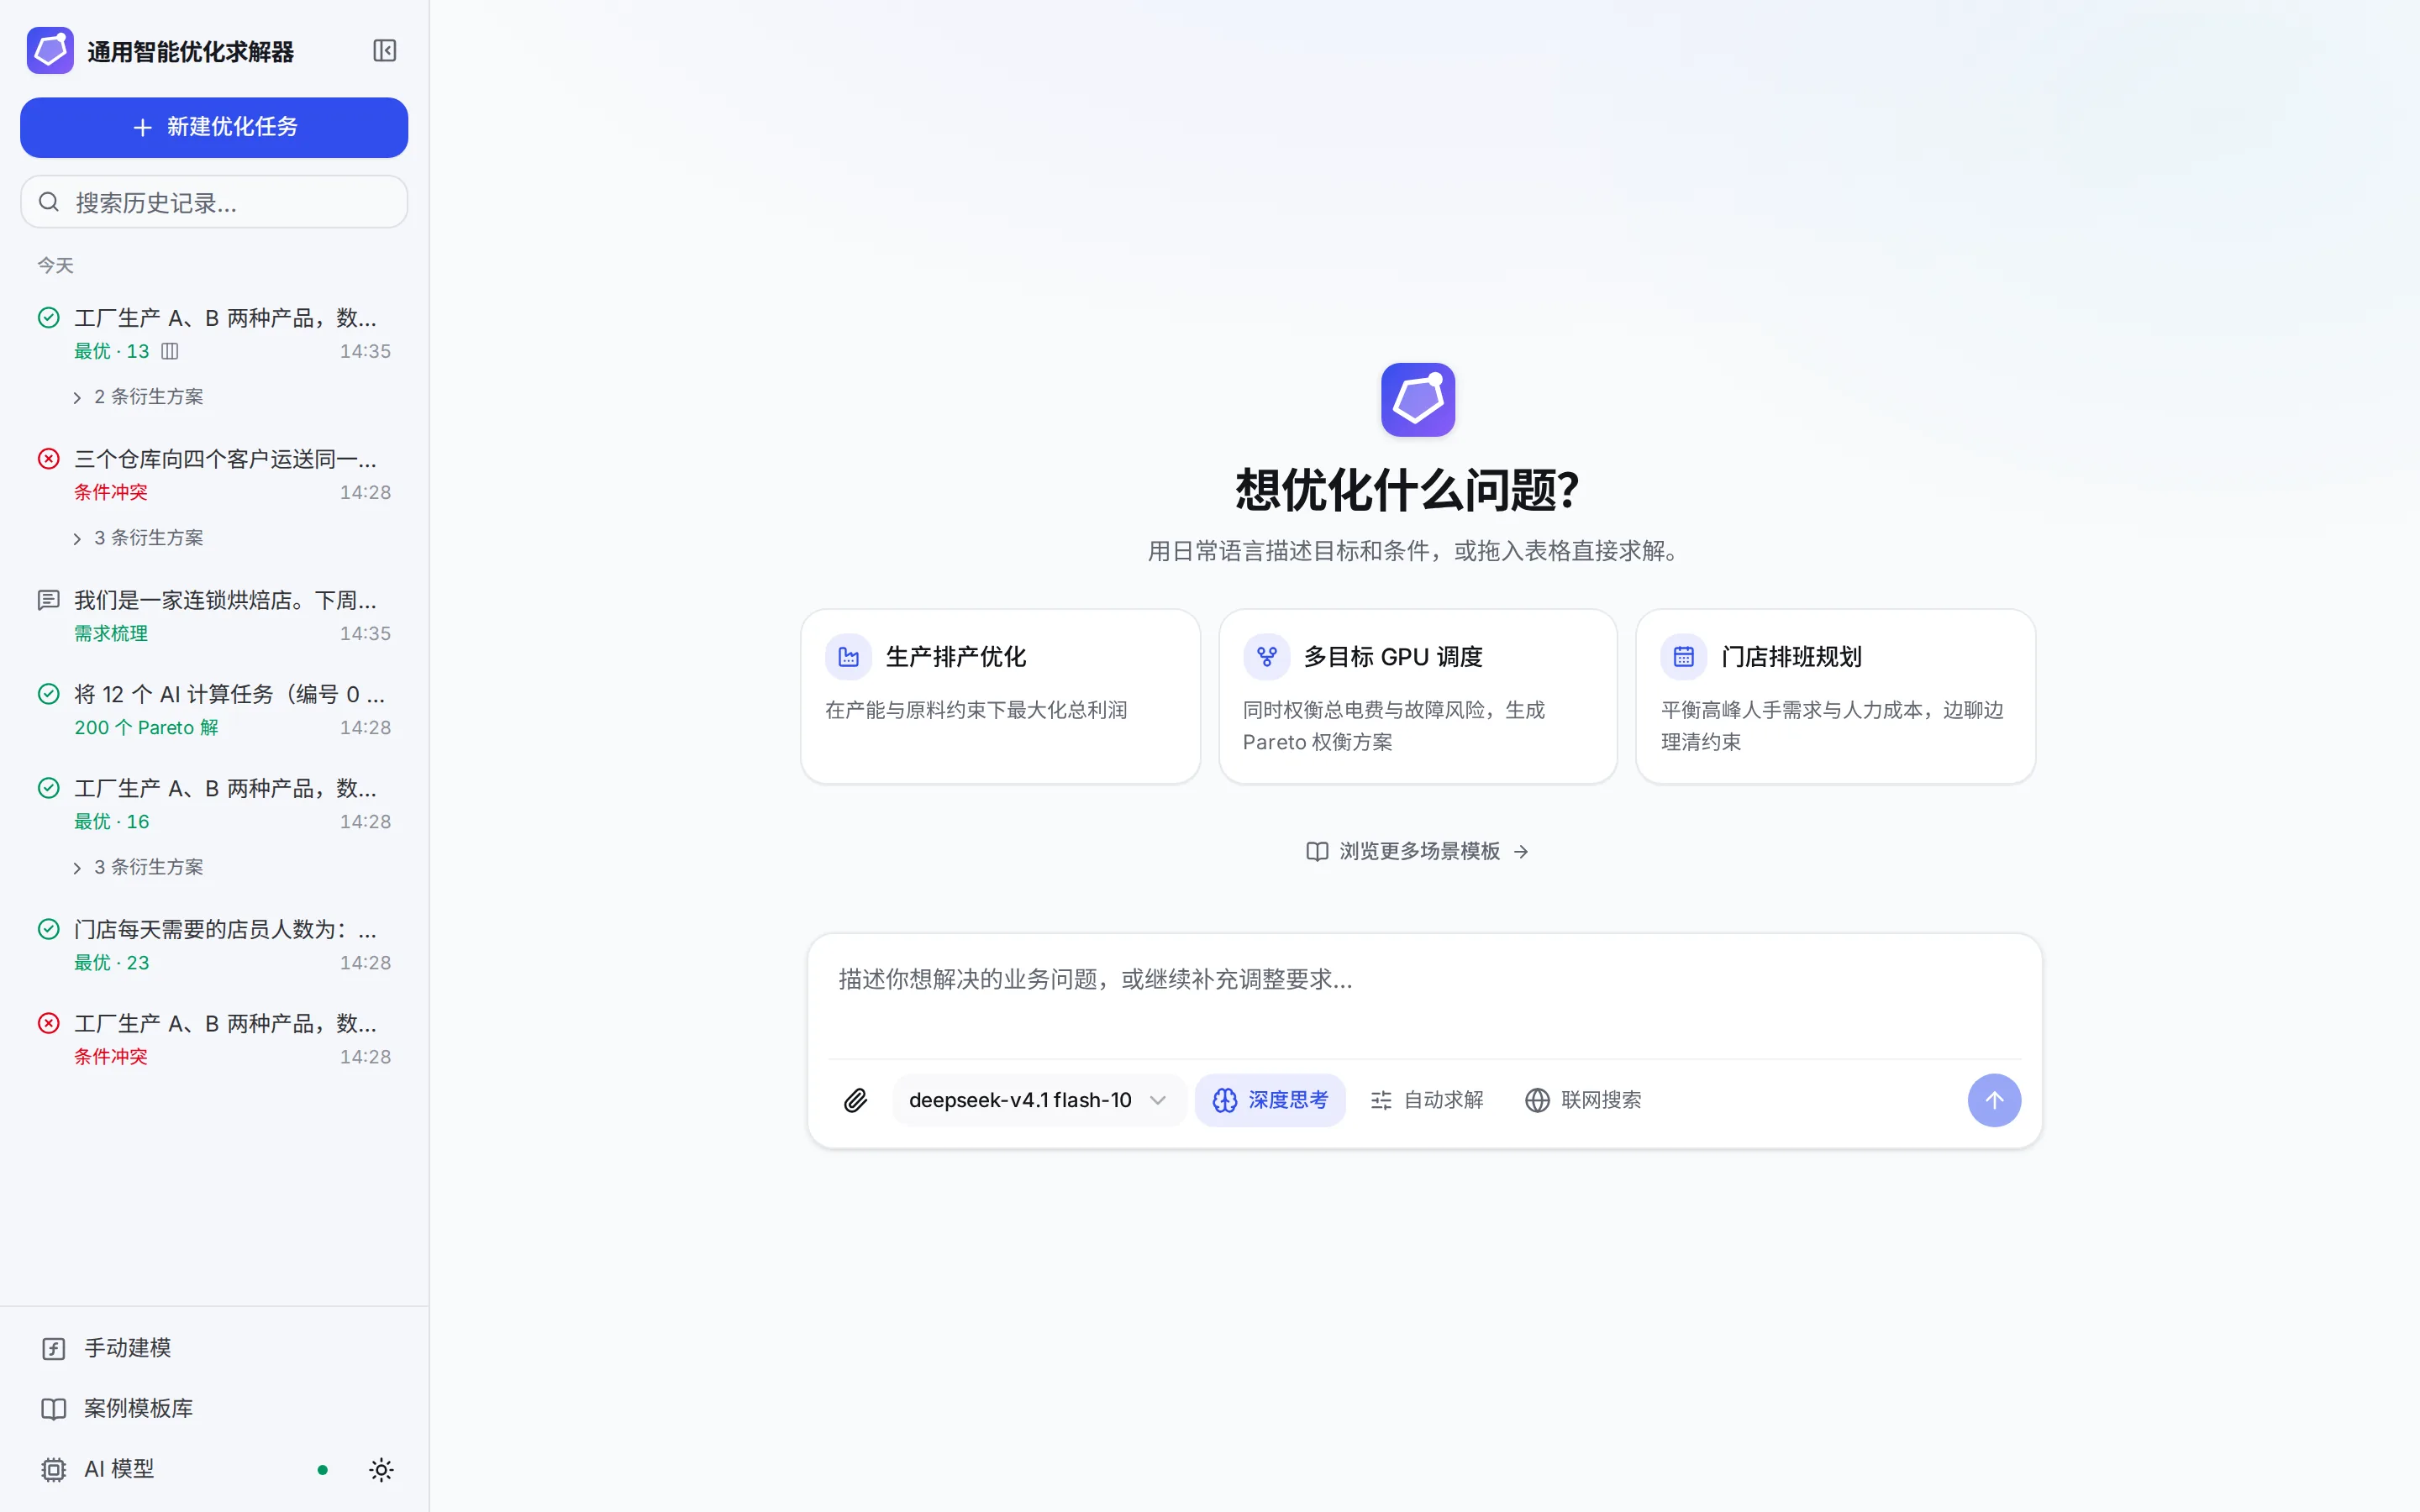 通用智能优化求解器
新建优化任务
搜索历史记录...
今天
工厂生产 A、B 两种产品，数...
最优 · 13
14:35
2 条衍生方案
三个仓库向四个客户运送同一...
条件冲突
14:28
3 条衍生方案
我们是一家连锁烘焙店。下周...
需求梳理
14:35
将 12 个 AI 计算任务（编号 0 ...
200 个 Pareto 解
14:28
工厂生产 A、B 两种产品，数...
最优 · 16
14:28
3 条衍生方案
门店每天需要的店员人数为：...
最优 · 23
14:28
工厂生产 A、B 两种产品，数...
条件冲突
14:28
手动建模
案例模板库
AI 模型
想优化什么问题？
用日常语言描述目标和条件，或拖入表格直接求解。
生产排产优化
在产能与原料约束下最大化总利润
多目标 GPU 调度
同时权衡总电费与故障风险，生成
Pareto 权衡方案
门店排班规划
平衡高峰人手需求与人力成本，边聊边
理清约束
浏览更多场景模板
描述你想解决的业务问题，或继续补充调整要求...
deepseek-v4.1 flash-10
深度思考
自动求解
联网搜索